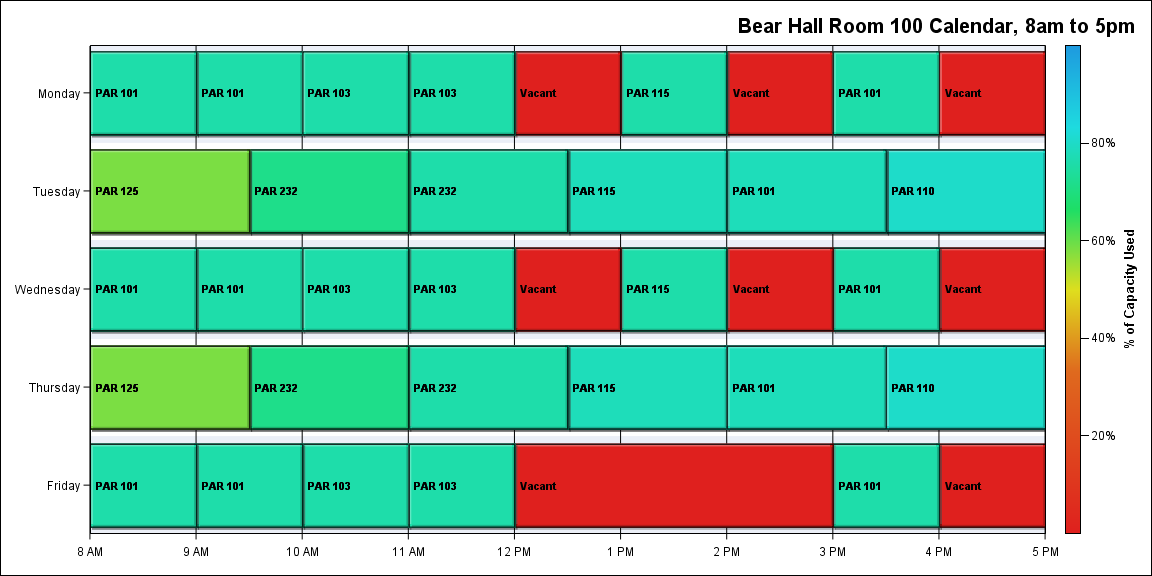 Bear Hall Room 100 Calendar, 8am to 5pm
Monday
PAR 101
PAR 101
PAR 103
PAR 103
Vacant
PAR 115
Vacant
PAR 101
Vacant
Tuesday
PAR 125
PAR 232
PAR 232
PAR 115
PAR 101
PAR 110
Wednesday
PAR 101
PAR 101
PAR 103
PAR 103
Vacant
PAR 115
Vacant
PAR 101
Vacant
Thursday
PAR 125
PAR 232
PAR 232
PAR 115
PAR 101
PAR 110
Friday
PAR 101
PAR 101
PAR 103
PAR 103
Vacant
PAR 101
Vacant
8 AM
9 AM
10 AM
11 AM
12 PM
1 PM
2 PM
3 PM
4 PM
5 PM
80%
60%
40%
20%
% of Capacity Used